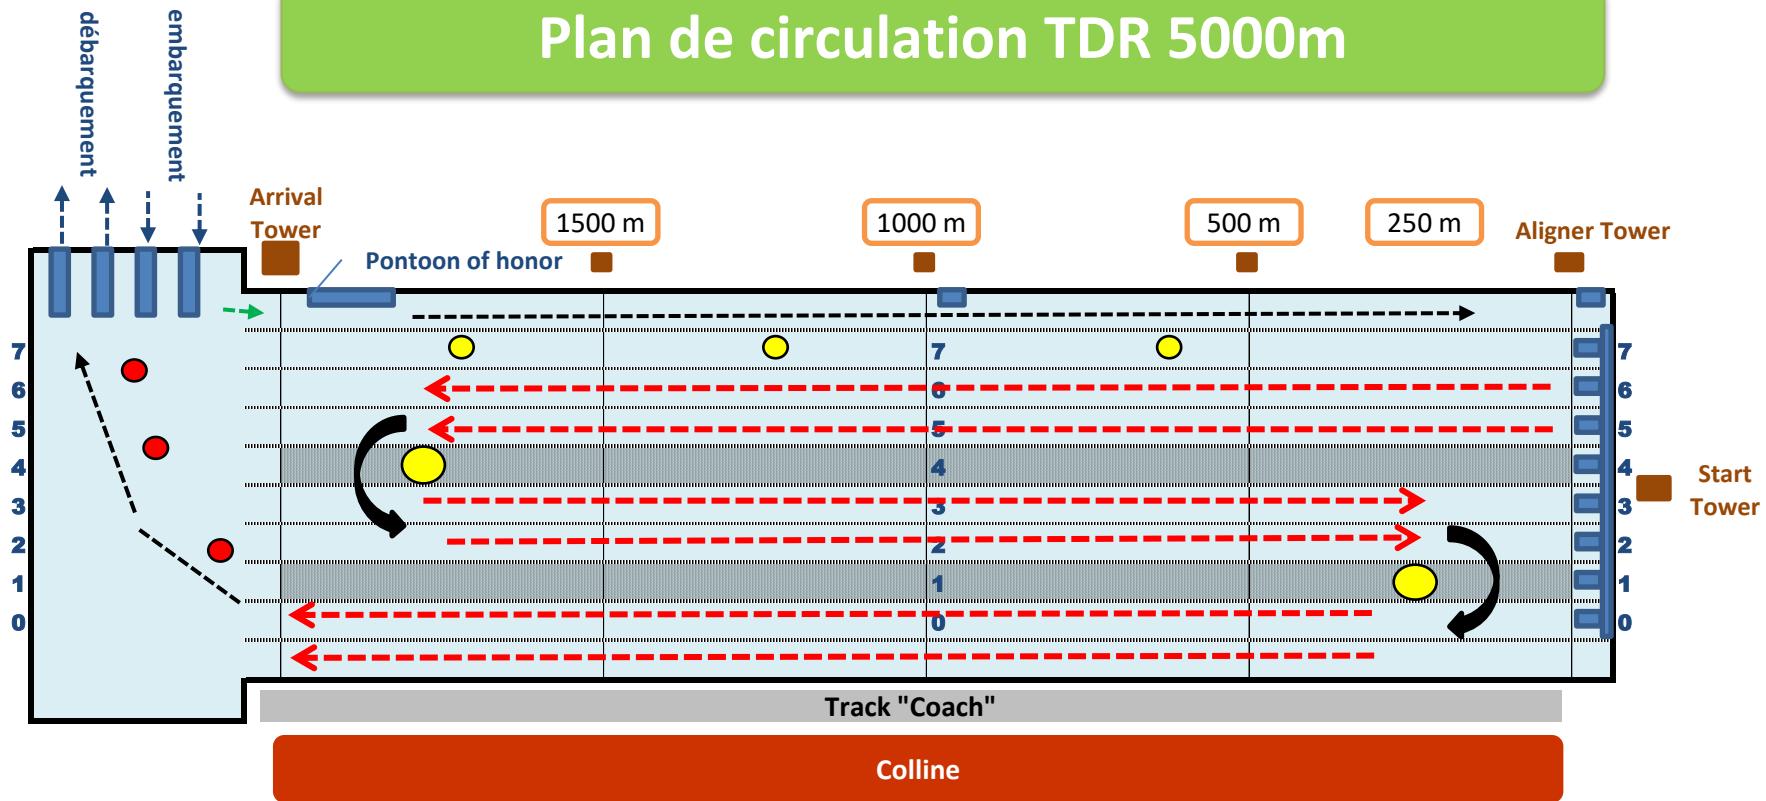 Plan de circulation TDR 5000m
débarquement
embarquement
Arrival
Tower
1500 m
1000 m
500 m
250 m
Aligner Tower
Pontoon of honor
7
6
5
4
3
2
1
0
7
6
5
4
3
2
1
0
7
6
5
4
3
2
1
0
Start
Tower
Track "Coach"
Colline